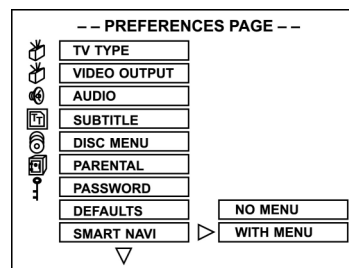 -- PREFERENCES PAGE --
TV TYPE
VIDEO OUTPUT
AUDIO
SUBTITLE
DISC MENU
PARENTAL
PASSWORD
DEFAULTS
NO MENU
SMART NAVI
WITH MENU